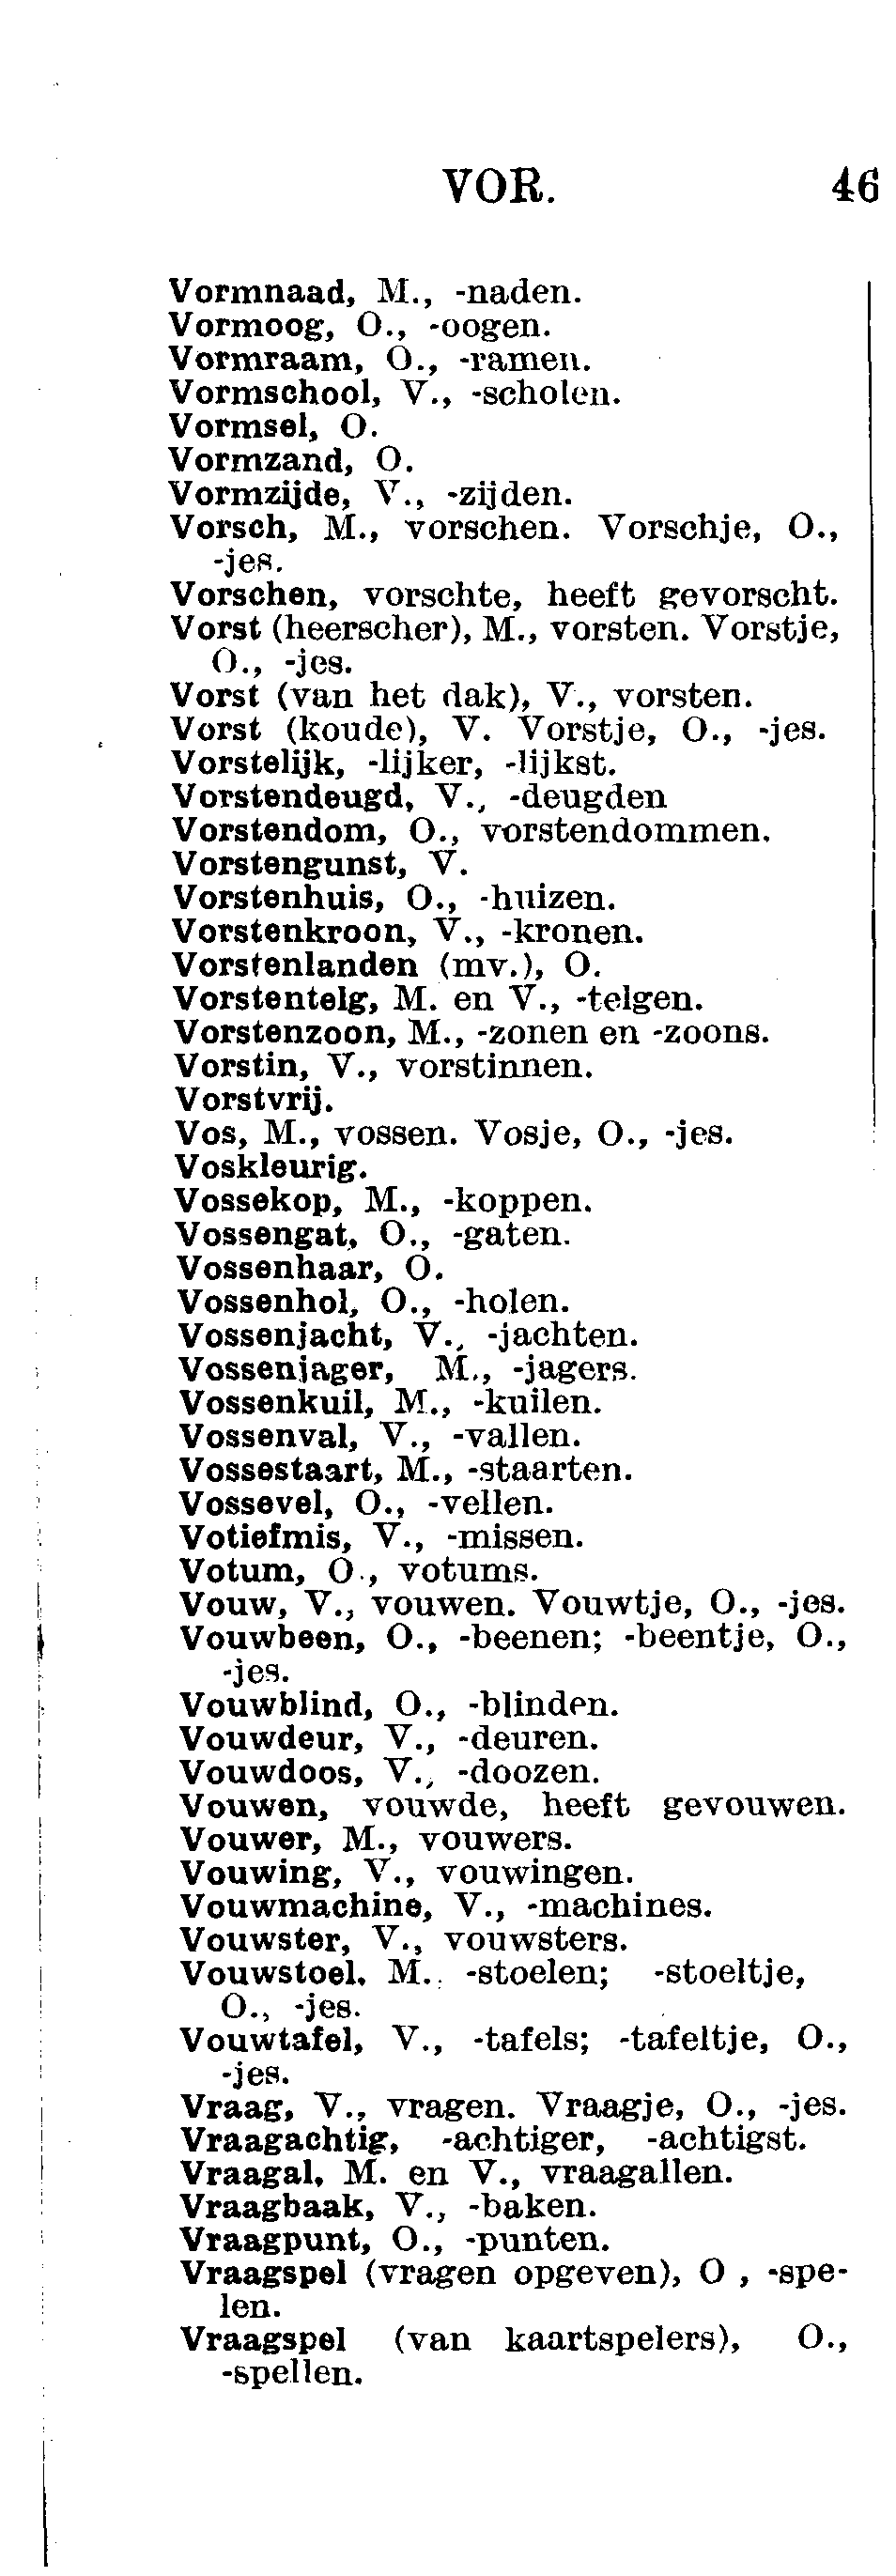 VOR. 46
Vormnaad, M., -naden.
Vormoog, O., -oogen.
Vormraam, O., -ramen.
Vormschool, V., -scholen.
Vormsel, O.
Vormzand, O.
Vormzijde, V., -zijden.
Vorsch, M., vorschen. Vorschje, O.,
-jes.
Vorschen, vorschte, heeft gevorscht.
Vorst (heerscher), M., vorsten. Vorstje,
O., -jes.
Vorst (van het dak), V., vorsten.
Vorst (koude), V. Vorstje, O., -jes.
Vorstelijk, -lijker, -lijkst.
Vorstendeugd, V., -deugden
Vorstendom, O., vorstendommen.
Vorstengunst, V.
Vorstenhuis, O., -huizen.
Vorstenkroon, V., -kronen.
Vorstenlanden (mv.), O.
Vorstentelg, M. en V., -telgen.
Vorstenzoon, M., -zonen en -zoons.
Vorstin, V., vorstinnen.
Vorstvrij.
Vos, M., vossen. Vosje, O., -jes.
Voskleurig.
Vossekop, M., -koppen.
Vossengat, O., -gaten.
Vossenhaar, O.
Vossenhol, O., -holen.
Vossenjacht, V., -jachten.
Vossenjager, M., -jagers.
Vossenkuil, M., -kuilen.
Vossenval, V., -vallen.
Vossestaart, M., -staarten.
Vossevel, O., -vellen.
Votiefmis, V., -missen.
Votum, O., votums.
Vouw, V., vouwen. Vouwtje, O., -jes.
Vouwbeen, O., -beenen; -beentje, O.,
-jes.
Vouwblind, O., -blinden.
Vouwdeur, V., -deuren.
Vouwdoos, V., -doozen.
Vouwen, vouwde, heeft gevouwen.
Vouwer, M., vouwers.
Vouwing, V., vouwingen.
Vouwmachine, V., -machines.
Vouwster, V., vouwsters.
Vouwstoel, M., -stoelen; -stoeltje,
O., -jes.
Vouwtafel, V., -tafels; -tafeltje, O.,
-jes.
Vraag, V., vragen. Vraagje, O., -jes.
Vraagachtig, -achtiger, -achtigst.
Vraagal, M. en V., vraagallen.
Vraagbaak, V., -baken.
Vraagpunt, O., -punten.
Vraagspel (vragen opgeven), O , -spe-
len.
Vraagspel (van kaartspelers), O.,
-spellen.